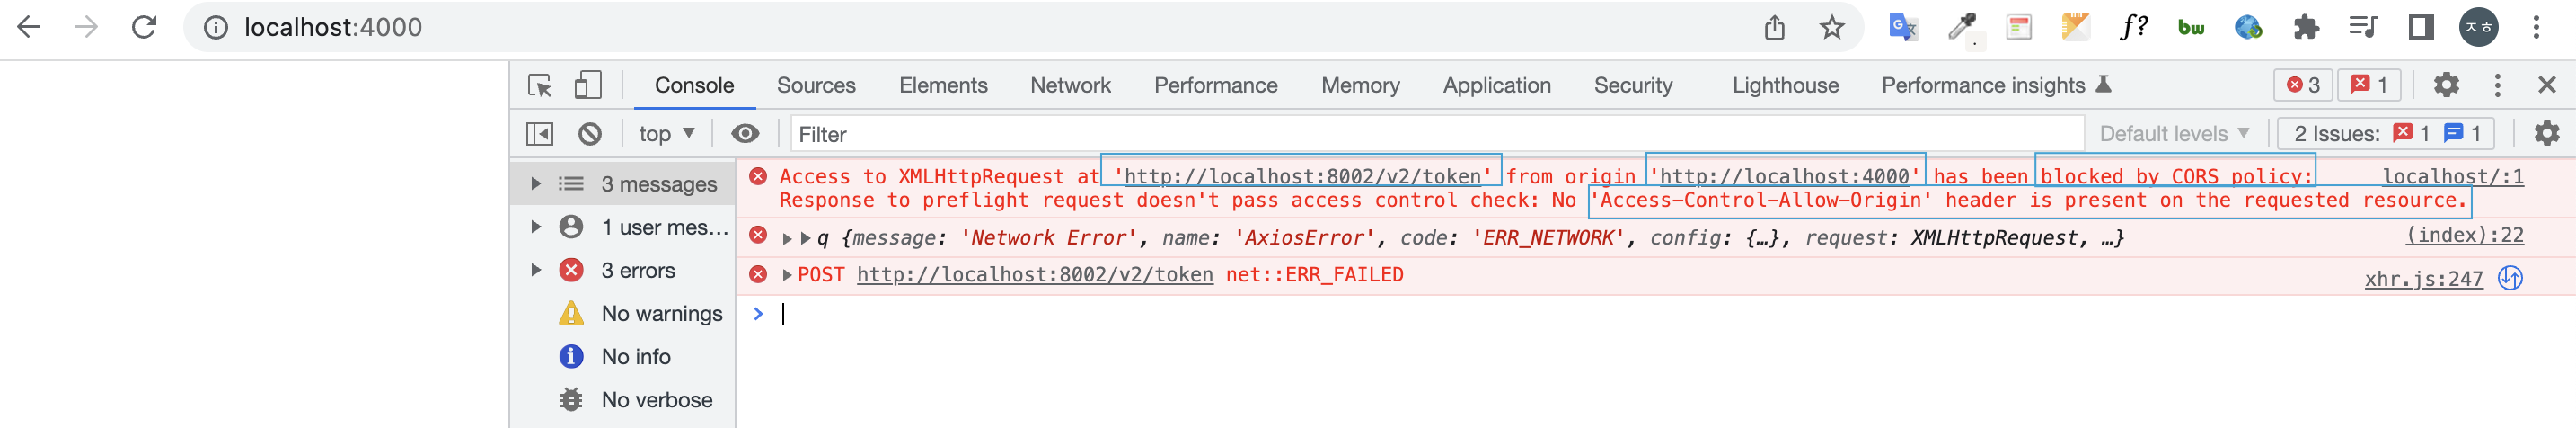 localhost:4000
f?
bw
ㅈㅎ
Console Sources Elements Network Performance Memory Application Security Lighthouse Performance insights 3 1
top Filter Default levels 2 Issues: 1 1
3 messages
1 user mes...
3 errors
No warnings
No info
No verbose
Access to XMLHttpRequest at 'http://localhost:8002/v2/token' from origin 'http://localhost:4000' has been blocked by CORS policy: localhost/:1
Response to preflight request doesn't pass access control check: No 'Access-Control-Allow-Origin' header is present on the requested resource.
q {message: 'Network Error', name: 'AxiosError', code: 'ERR_NETWORK', config: {…}, request: XMLHttpRequest, …} (index):22
POST http://localhost:8002/v2/token net::ERR_FAILED xhr.js:247